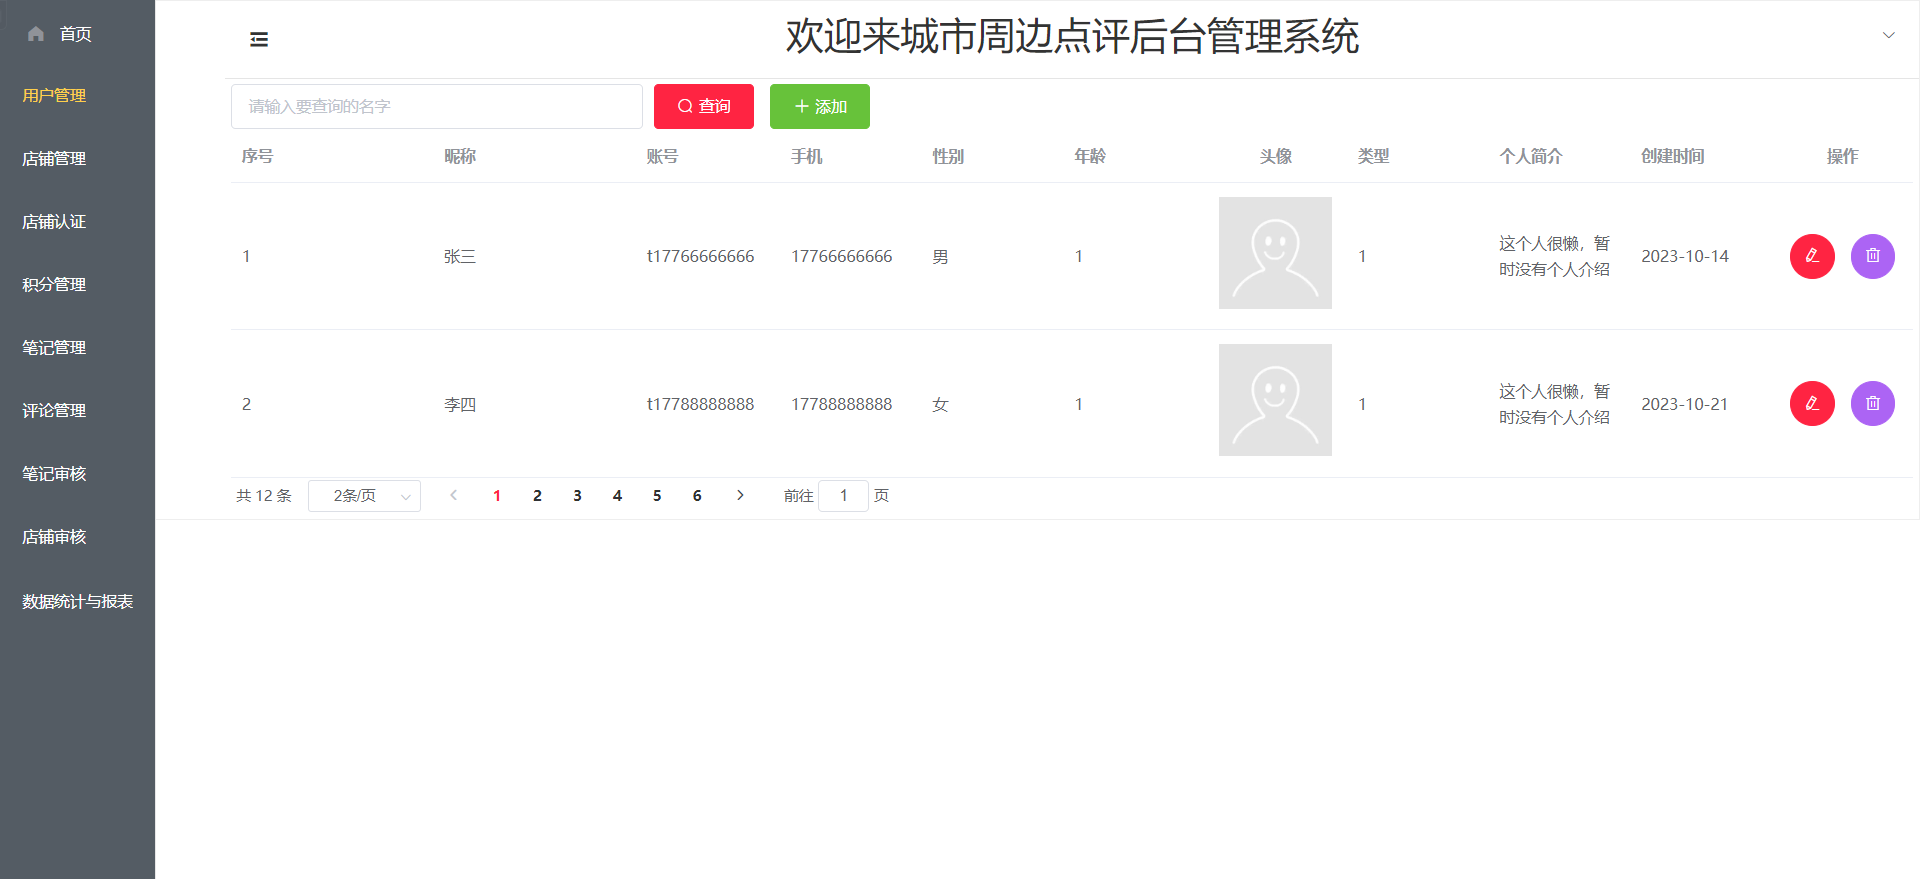 首页
用户管理
店铺管理
店铺认证
积分管理
笔记管理
评论管理
笔记审核
店铺审核
数据统计与报表
欢迎来城市周边点评后台管理系统
请输入要查询的名字 查询 添加
序号 昵称 账号 手机 性别 年龄 头像 类型 个人简介 创建时间 操作
1 张三 t17766666666 17766666666 男 1 1 这个人很懒，暂 2023-10-14
时没有个人介绍
2 李四 t17788888888 17788888888 女 1 1 这个人很懒，暂 2023-10-21
时没有个人介绍
共 12 条 2条/页 1 2 3 4 5 6 前往 1 页